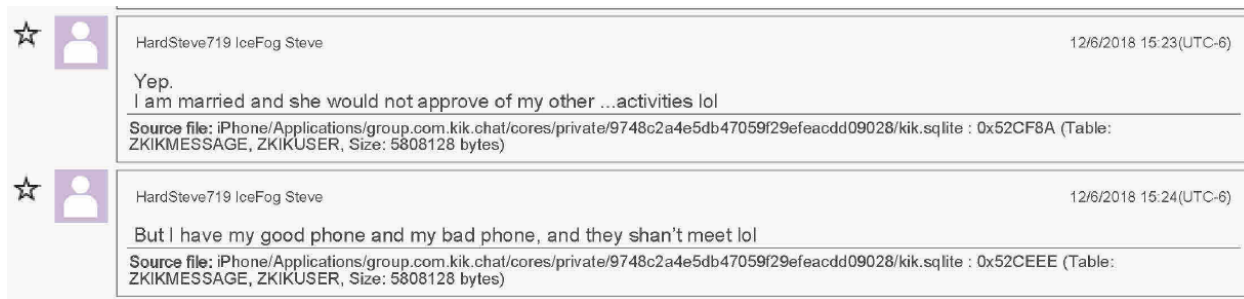 HardSteve719 IceFog Steve 12/6/2018 15:23(UTC-6)
Yep.
I am married and she would not approve of my other ...activities lol
Source file: iPhone/Applications/group.com.kik.chat/cores/private/9748c2a4e5db47059f29efeacdd09028/kik.sqlite : 0x52CF8A (Table:
ZKIKMESSAGE, ZKIKUSER, Size: 5808128 bytes)
HardSteve719 IceFog Steve 12/6/2018 15:24(UTC-6)
But I have my good phone and my bad phone, and they shan't meet lol
Source file: iPhone/Applications/group.com.kik.chat/cores/private/9748c2a4e5db47059f29efeacdd09028/kik.sqlite : 0x52CEEE (Table:
ZKIKMESSAGE, ZKIKUSER, Size: 5808128 bytes)